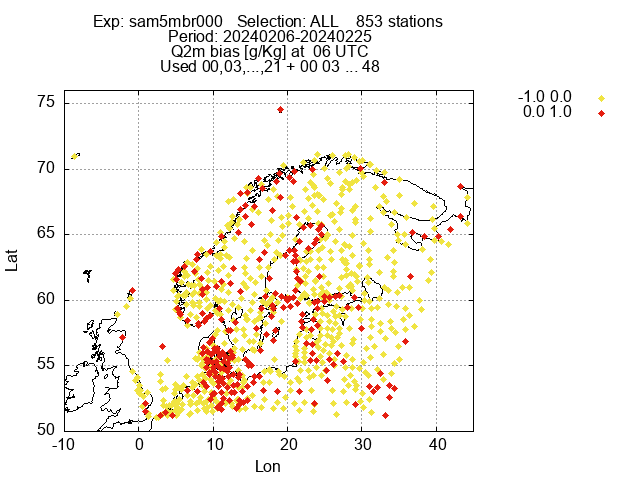 Exp: sam5mbr000   Selection: ALL    853 stations
Period: 20240206-20240225
Q2m bias [g/Kg] at  06 UTC
Used 00,03,...,21 + 00 03 ... 48
-1.0 0.0
0.0 1.0
75
70
65
60
55
50
Lat
-10 0 10 20 30 40
Lon